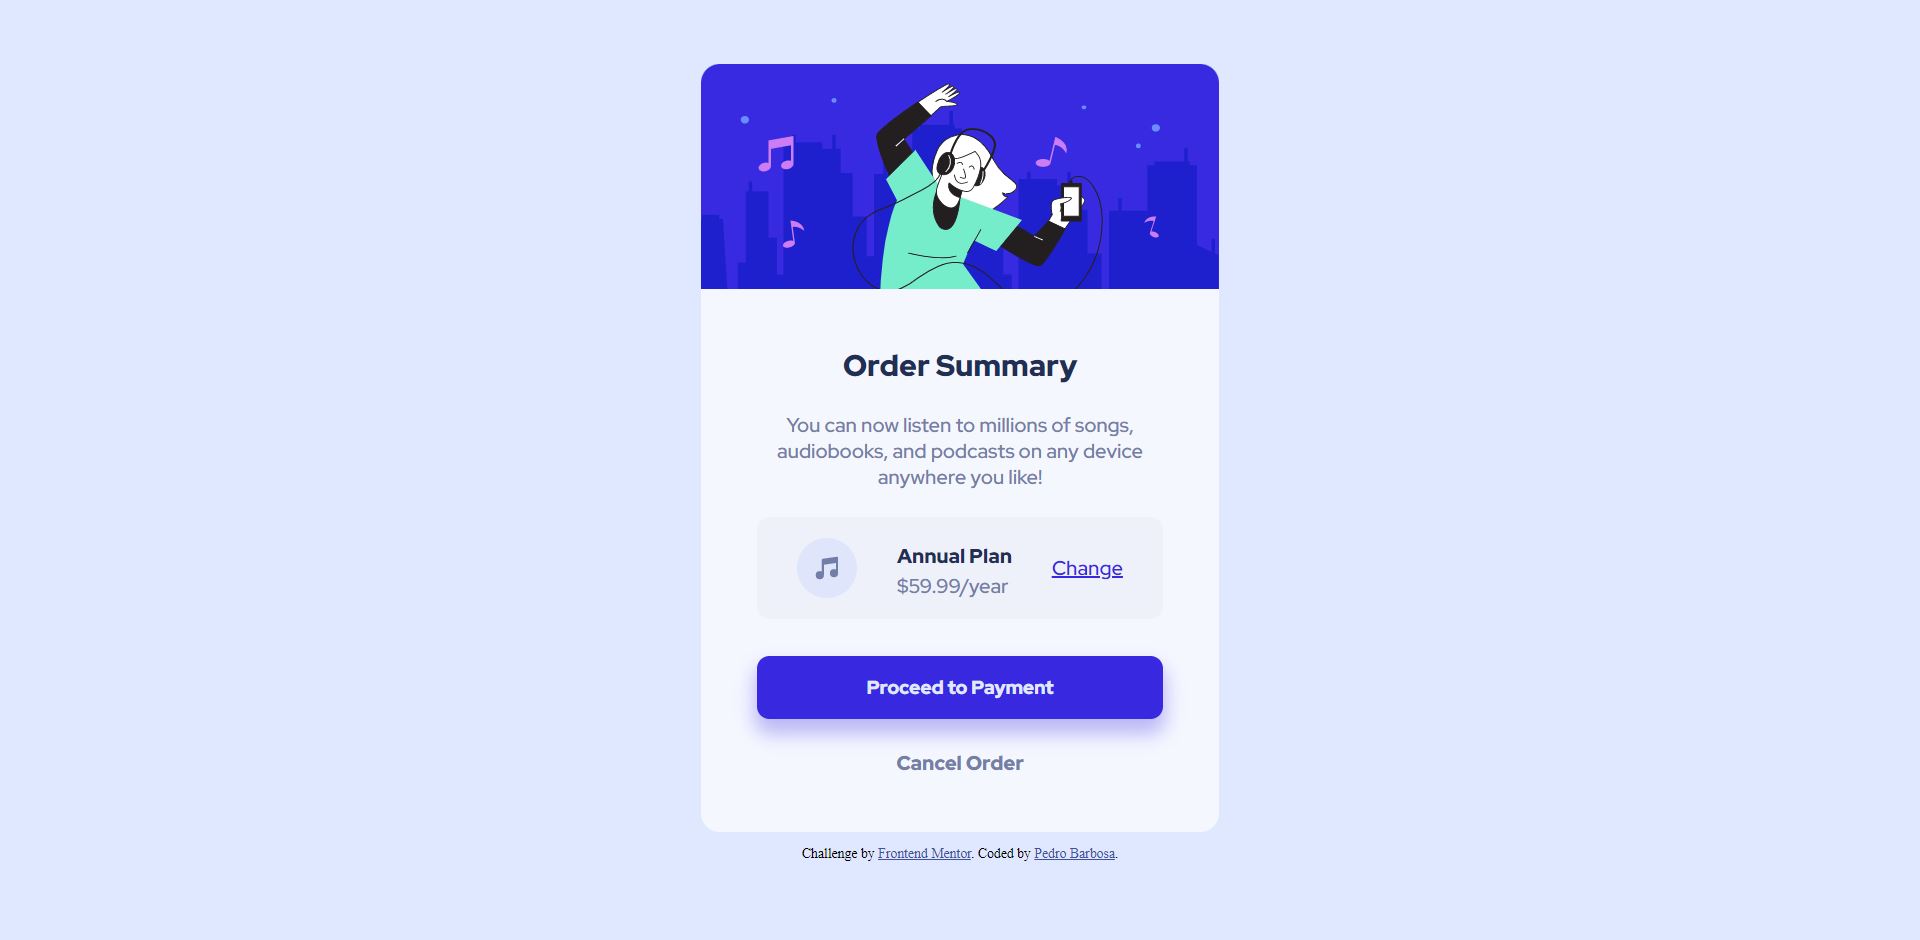 Order Summary
You can now listen to millions of songs,
audiobooks, and podcasts on any device
anywhere you like!
Annual Plan
$59.99/year
Change
Proceed to Payment
Cancel Order
Challenge by Frontend Mentor. Coded by Pedro Barbosa.